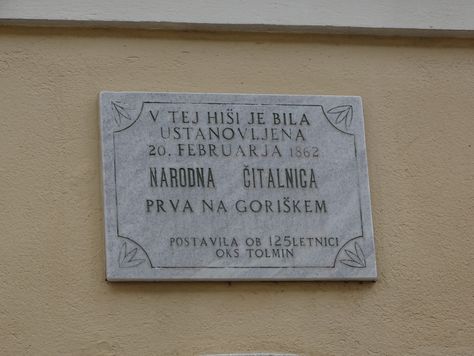 V TEJ HIŠI JE BILA
USTANOVLJENA
20. FEBRUARJA 1862
NARODNA ČITALNICA
PRVA NA GORIŠKEM
POSTAVILA OB 125LETNICI
OKS TOLMIN